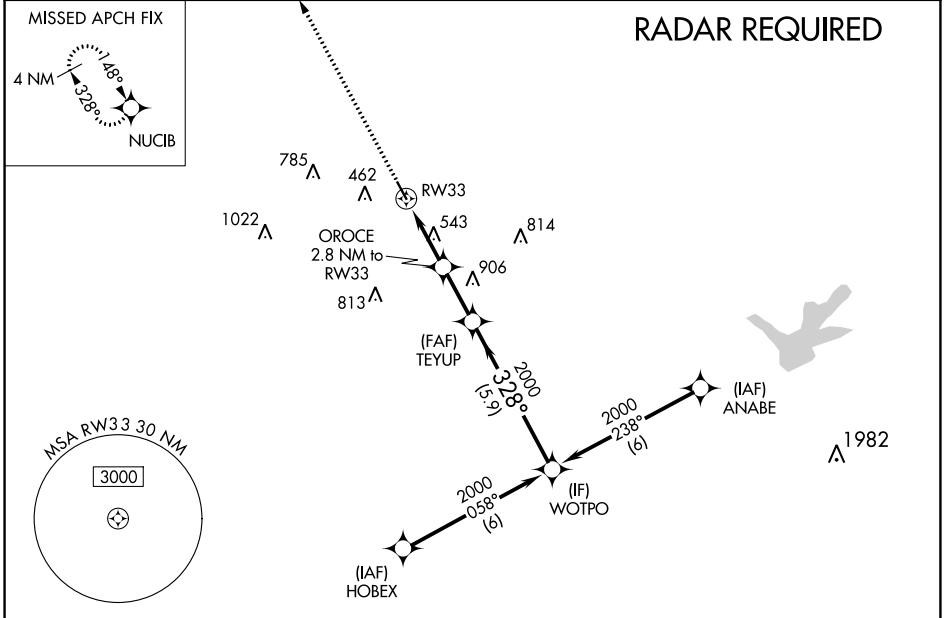 MISSED APCH FIX
4 NM
148°
328°
NUCIB
RADAR REQUIRED
785
462
RW33
1022
543
814
OROCE
2.8 NM to
RW33
906
813
(FAF)
TEYUP
2000
328°
(5.9)
(IAF)
ANABE
2000
238°
(6)
1982
MSA RW33 30 NM
3000
(IF)
WOTPO
2000
058°
(6)
(IAF)
HOBEX